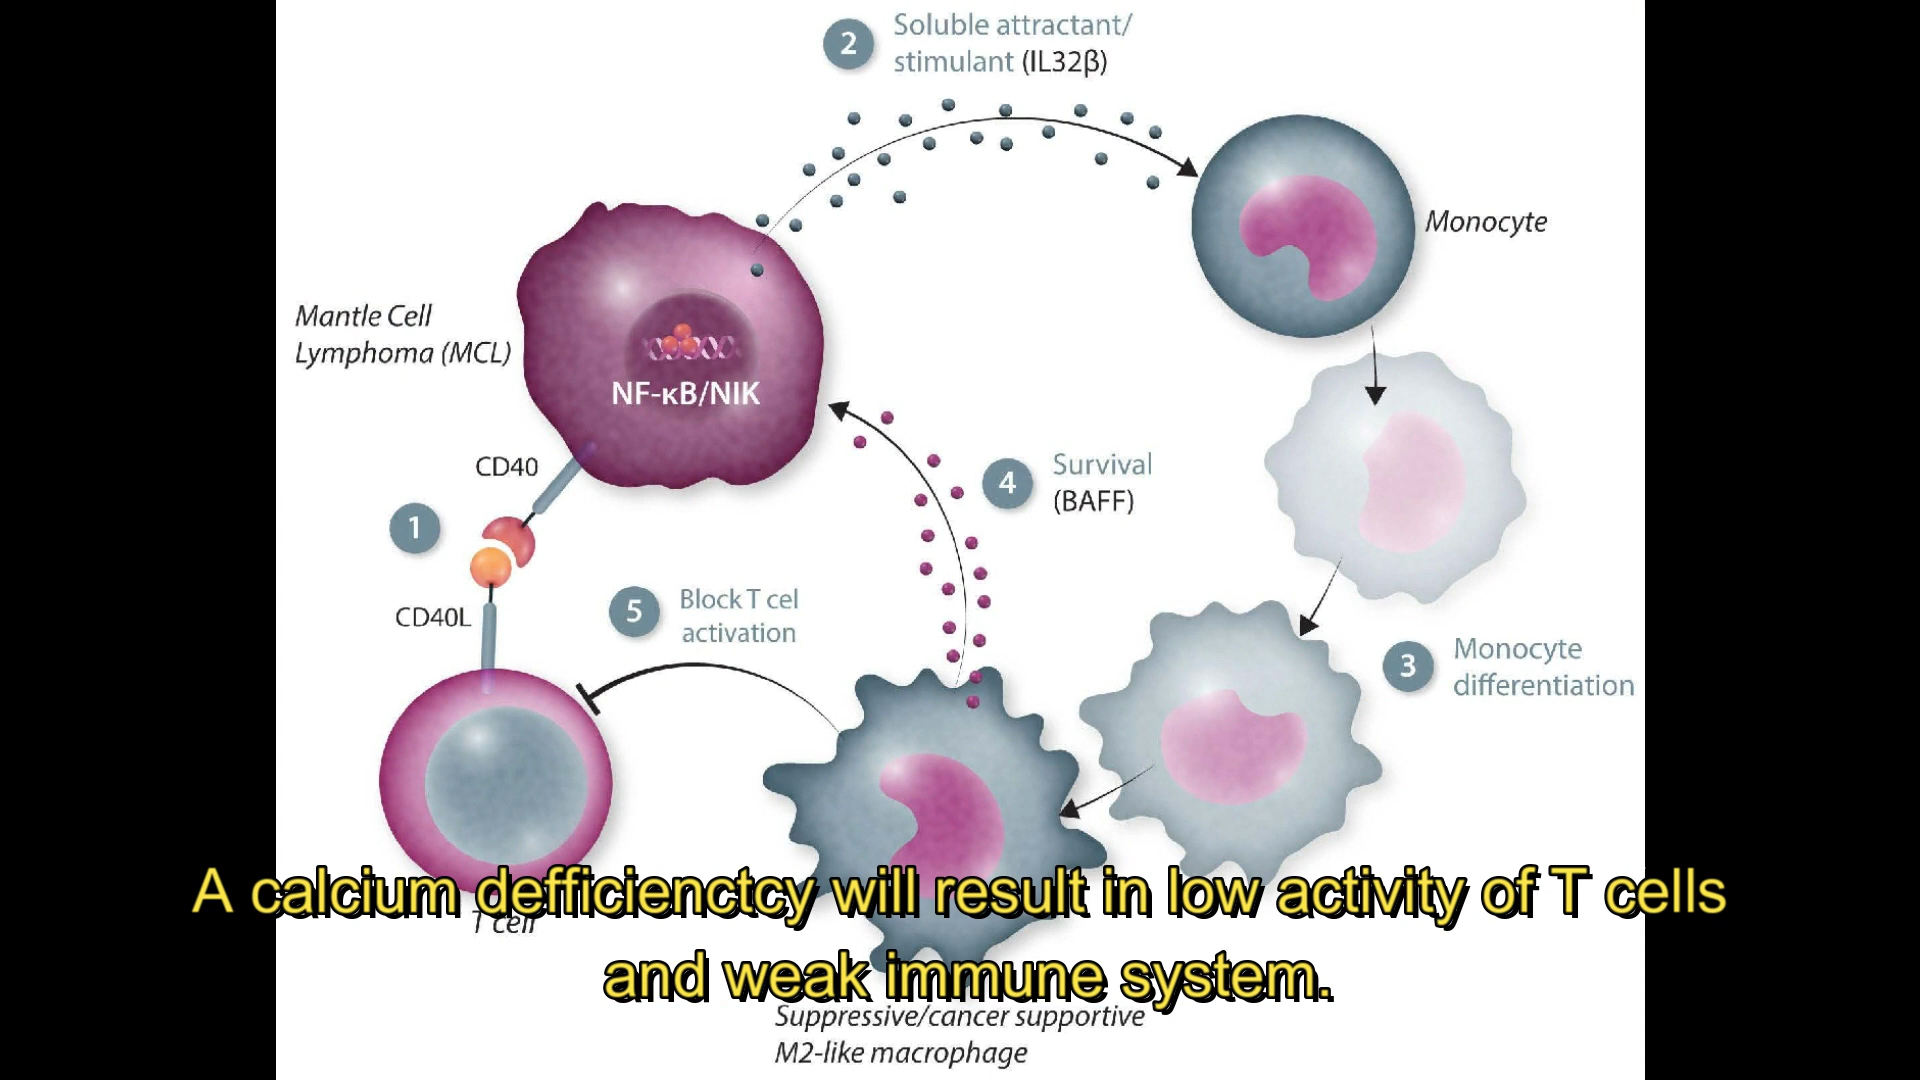 2
Soluble attractant/
stimulant (IL32β)
Monocyte
Mantle Cell
Lymphoma (MCL)
NF-κB/NIK
CD40
1
CD40L
4
Survival
(BAFF)
5
Block T cel
activation
3
Monocyte
differentiation
A calcium defficienctcy will result in low activity of T cells
and weak immune system.
T cell
Suppressive/cancer supportive
M2-like macrophage